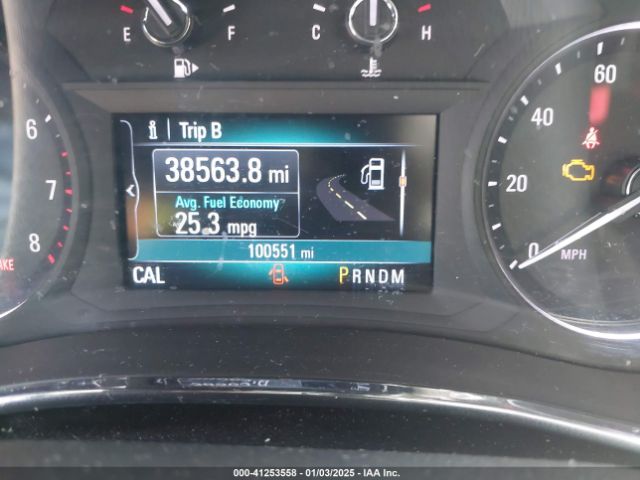 E F C H
6
7
8
AKE
i | Trip B
38563.8 mi
Avg. Fuel Economy
25.3 mpg
100551 mi
CAL PRNDM
60
40
20
0
MPH
000-41253558 - 01/03/2025 - IAA Inc.